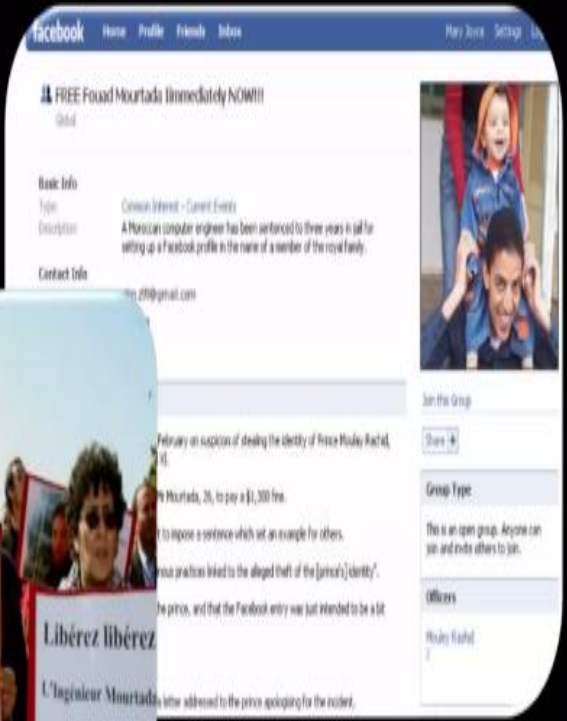 facebook Home Profile Friends Inbox Mary Joyce Settings
FREE Fouad Mourtada Iimmediately NOW!!!
Global
Basic Info
Type: Common Interest - Current Events
Description: A Moroccan computer engineer has been sentenced to three years in jail for
setting up a Facebook profile in the name of a member of the royal family.
Contact Info
@gmail.com
February on suspicion of stealing the identity of Prince Moulay Rachid,
Mr Mourtada, 26, to pay a $1,300 fine.
t to impose a sentence which set an example for others.
practices linked to the alleged theft of the [prince's] identity".
he prince, and that the Facebook entry was just intended to be a bit
a letter addressed to the prince apologising for the incident.
Join this Group
Share +
Group Type
This is an open group. Anyone can
join and invite others to join.
Officers
Libérez libérez
L'Ingénieur Mourtada